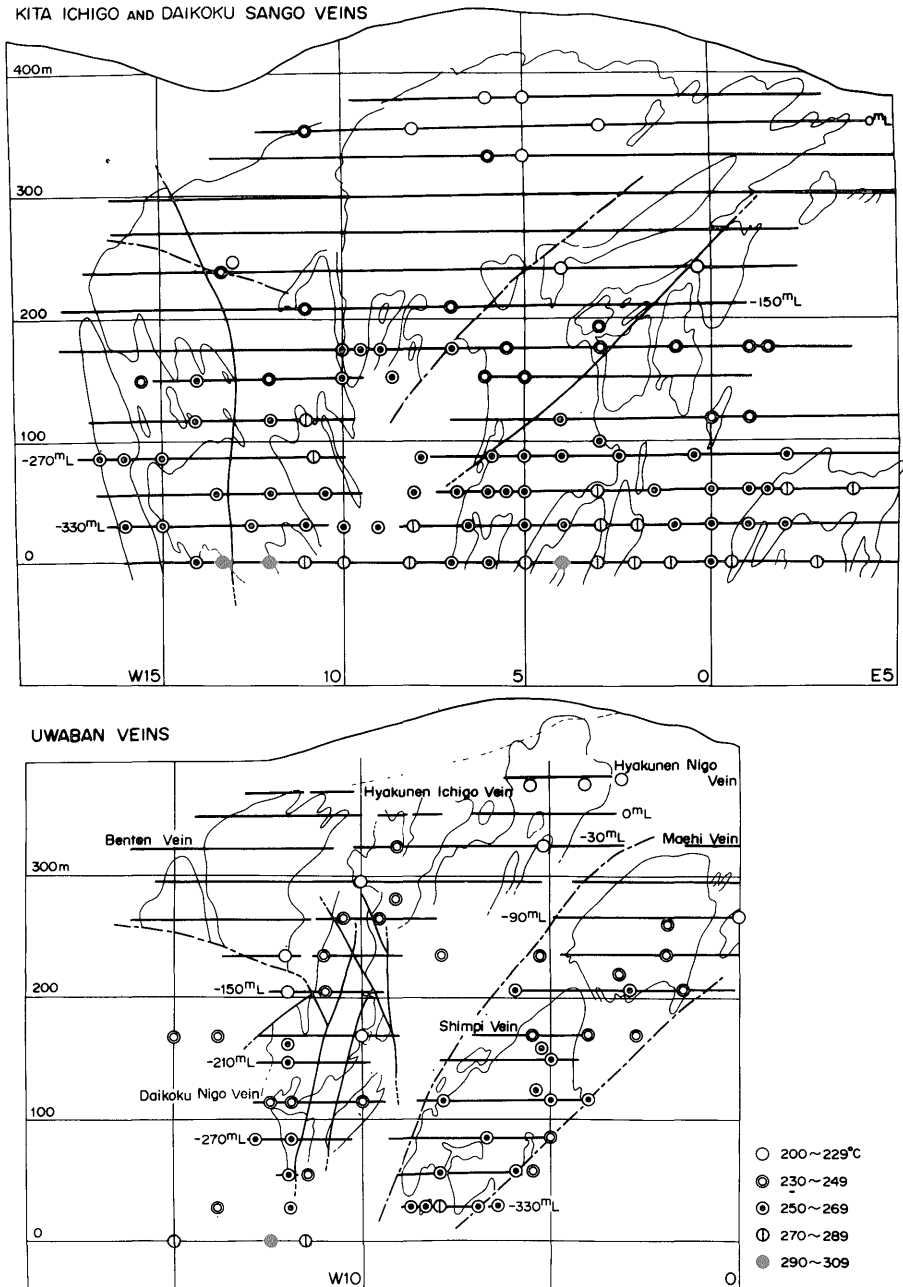 KITA ICHIGO AND DAIKOKU SANGO VEINS
400m
0mL
300
200
-150mL
100
-270mL
-330mL
0
W15 10 5 0 E5
UWABAN VEINS
Hyakunen Nigo Vein
Hyakunen Ichigo Vein
0mL
Benten Vein
-30mL
Maehi Vein
300m
-90mL
200
-150mL
Shimpi Vein
-210mL
Daikoku Nigo Vein
100
-270mL
-330mL
0
W10 0
200~229°C
230~249
250~269
270~289
290~309